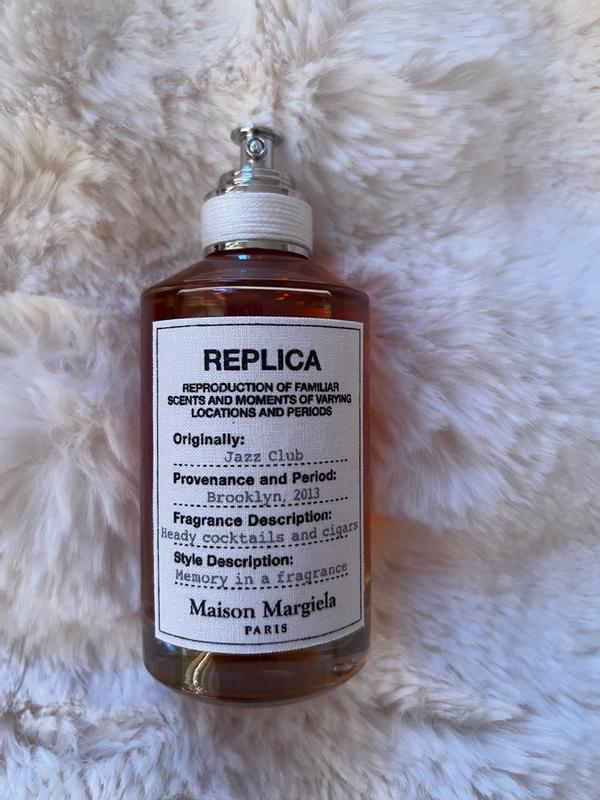 REPLICA
REPRODUCTION OF FAMILIAR
SCENTS AND MOMENTS OF VARYING
LOCATIONS AND PERIODS
Originally:
Jazz Club
Provenance and Period:
Brooklyn, 2013
Fragrance Description:
Heady cocktails and cigars
Style Description:
Memory in a fragrance
Maison Margiela
PARIS